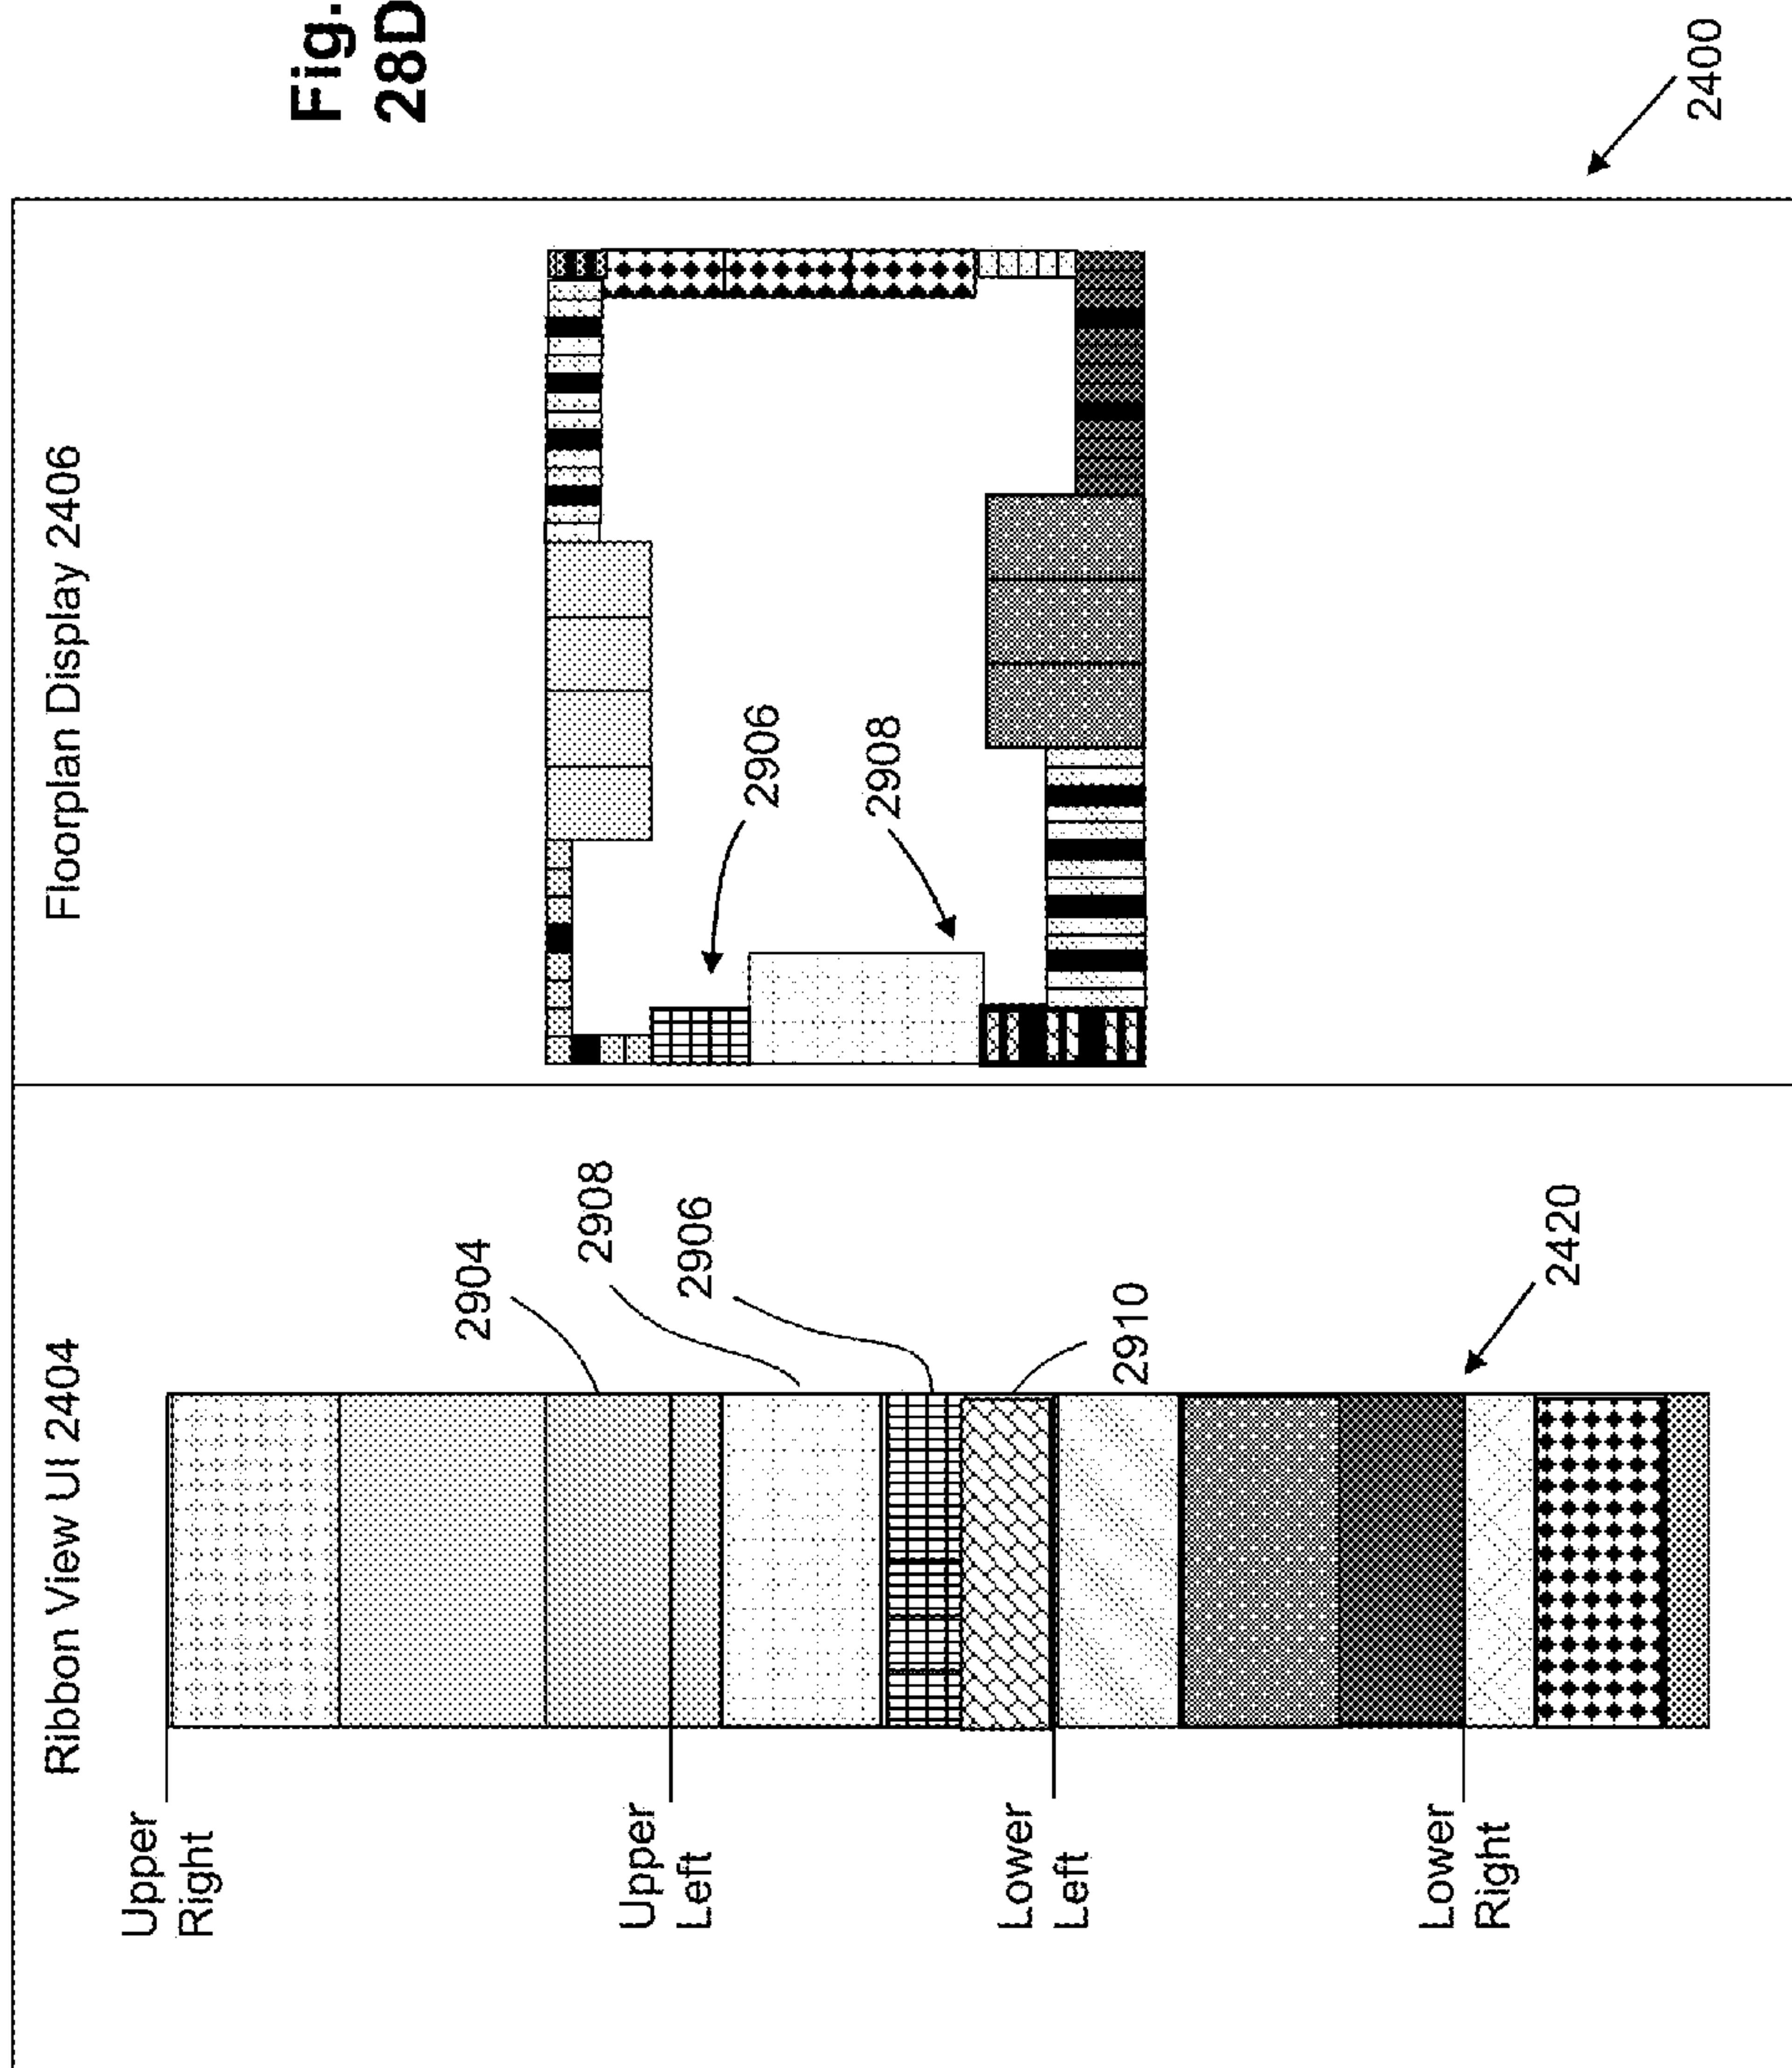 Fig.
28D
Ribbon View UI 2404
Floorplan Display 2406
Upper
Right
Upper
Left
Lower
Left
Lower
Right
2904
2908
2906
2910
2420
2906
2908
2400